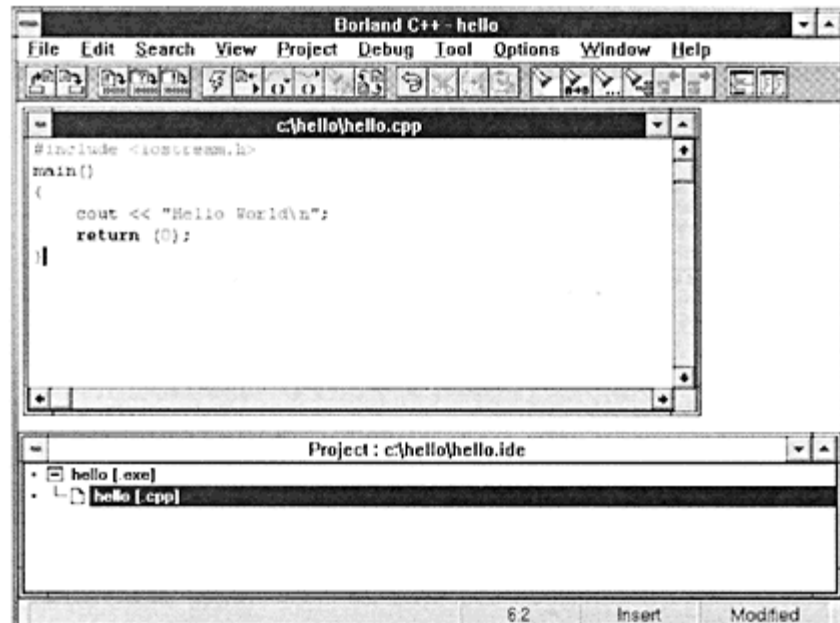 Borland C++ - hello
File Edit Search View Project Debug Tool Options Window Help
c:\hello\hello.cpp
#include <iostream.h>
main()
{
    cout << "Hello World\n";
    return (0);
}
Project : c:\hello\hello.ide
hello [.exe]
hello [.cpp]
6:2 Insert Modified